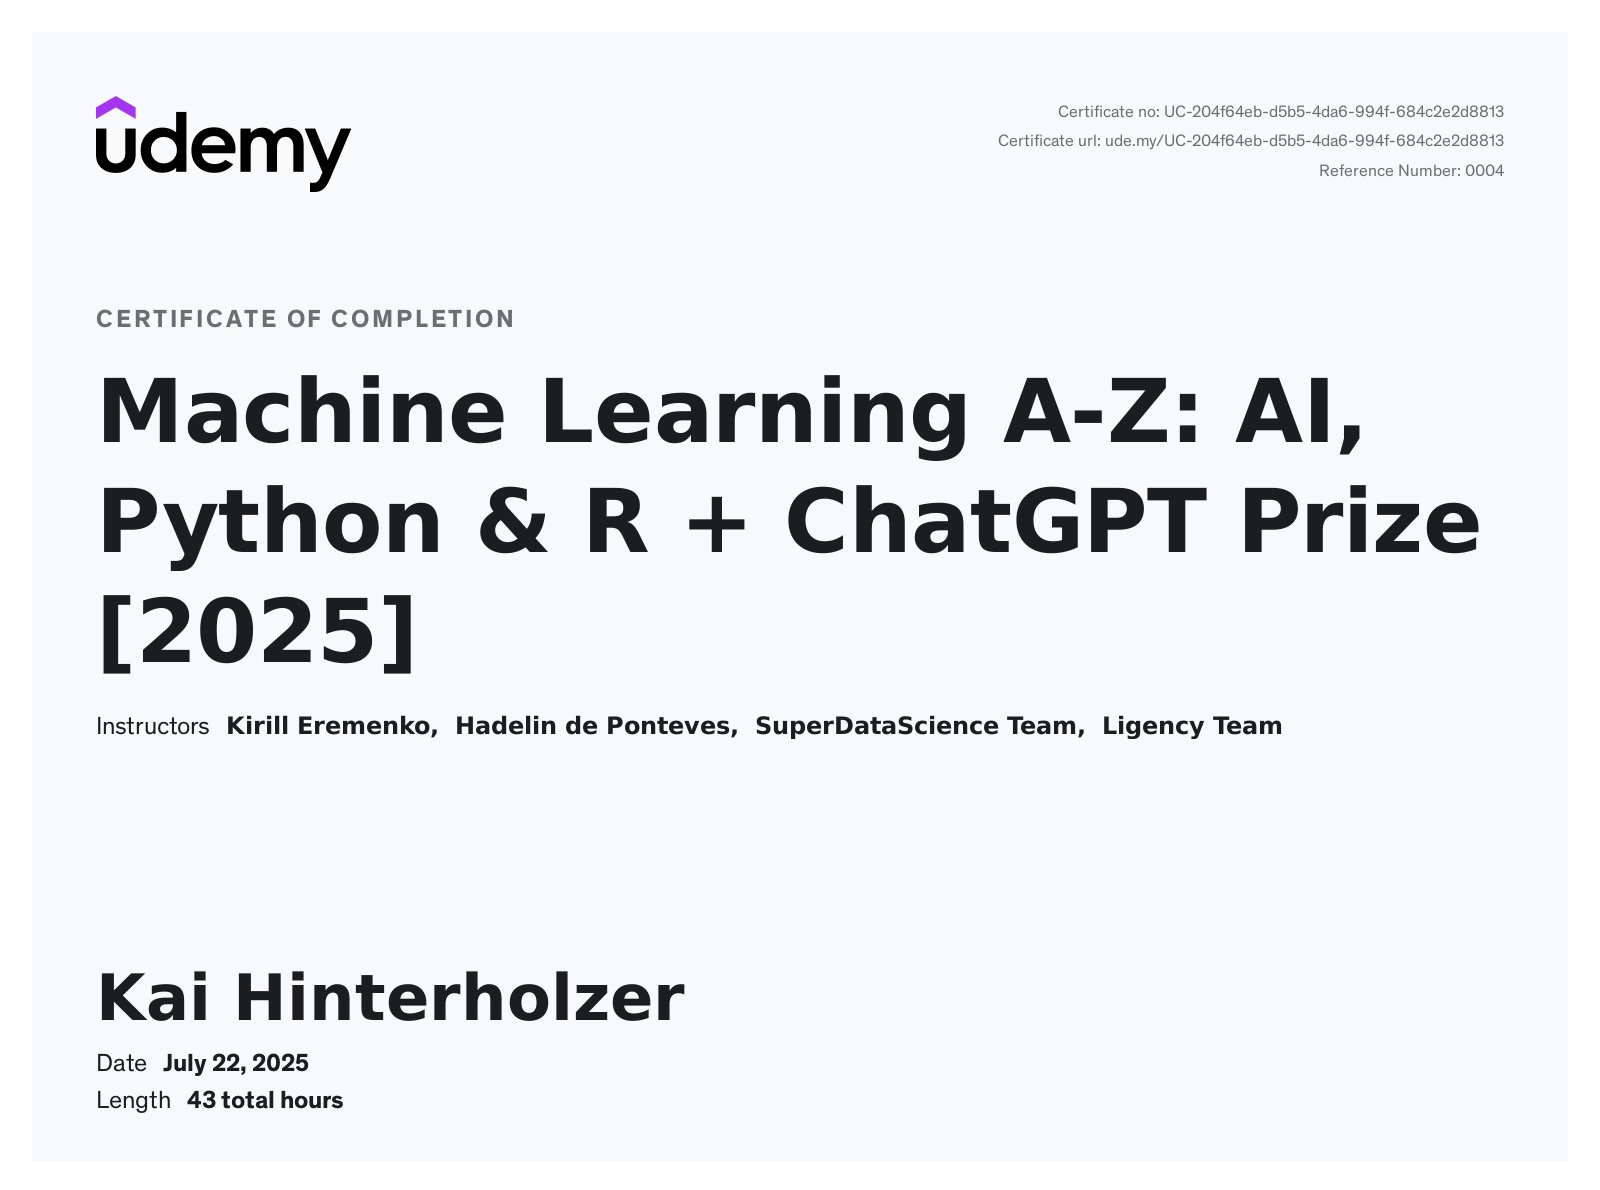 udemy
Certificate no: UC-204f64eb-d5b5-4da6-994f-684c2e2d8813
Certificate url: ude.my/UC-204f64eb-d5b5-4da6-994f-684c2e2d8813
Reference Number: 0004
CERTIFICATE OF COMPLETION
Machine Learning A-Z: AI,
Python & R + ChatGPT Prize
[2025]
Instructors Kirill Eremenko, Hadelin de Ponteves, SuperDataScience Team, Ligency Team
Kai Hinterholzer
Date July 22, 2025
Length 43 total hours